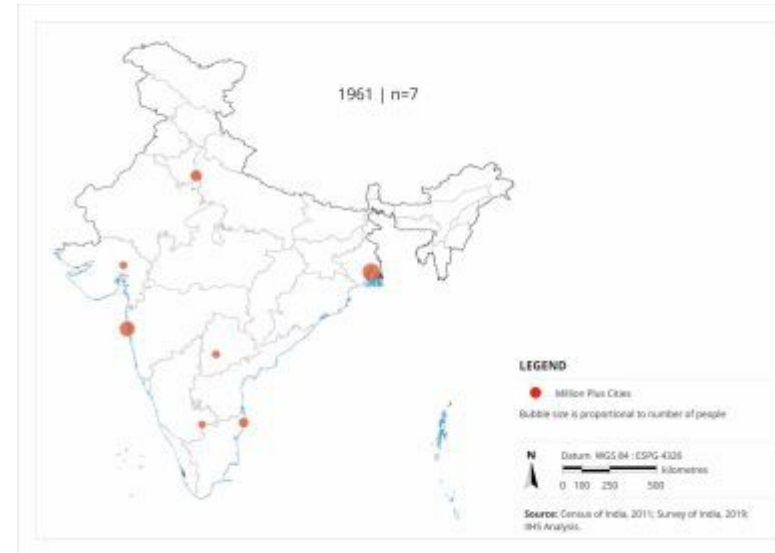 1961 | n=7
LEGEND
Million Plus Cities
Bubble size is proportional to number of people
N
Datum WGS 84 : ESPG 4326
kilometres
0 100 250 500
Source: Census of India, 2011; Survey of India, 2019;
IIHS Analysis.